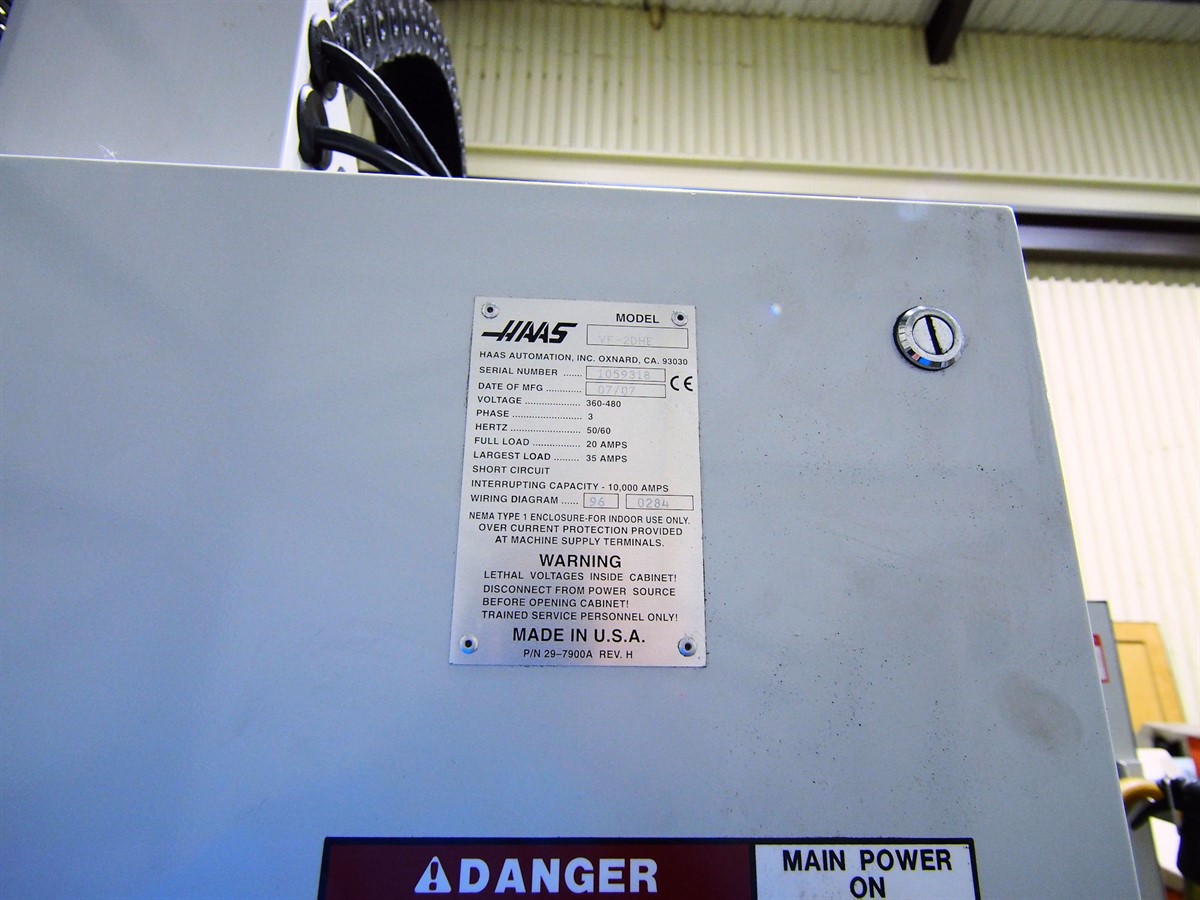 HAAS
MODEL
VF-2DHE
HAAS AUTOMATION, INC. OXNARD, CA. 93030
SERIAL NUMBER ...... 1059318
DATE OF MFG ............ 07/07
CE
VOLTAGE .................... 360-480
PHASE ......................... 3
HERTZ ......................... 50/60
FULL LOAD ................. 20 AMPS
LARGEST LOAD ......... 35 AMPS
SHORT CIRCUIT
INTERRUPTING CAPACITY - 10,000 AMPS
WIRING DIAGRAM ...... 96 0284
NEMA TYPE 1 ENCLOSURE-FOR INDOOR USE ONLY.
OVER CURRENT PROTECTION PROVIDED
AT MACHINE SUPPLY TERMINALS.
WARNING
LETHAL VOLTAGES INSIDE CABINET!
DISCONNECT FROM POWER SOURCE
BEFORE OPENING CABINET!
TRAINED SERVICE PERSONNEL ONLY!
MADE IN U.S.A.
P/N 29-7900A REV. H
DANGER
MAIN POWER
ON